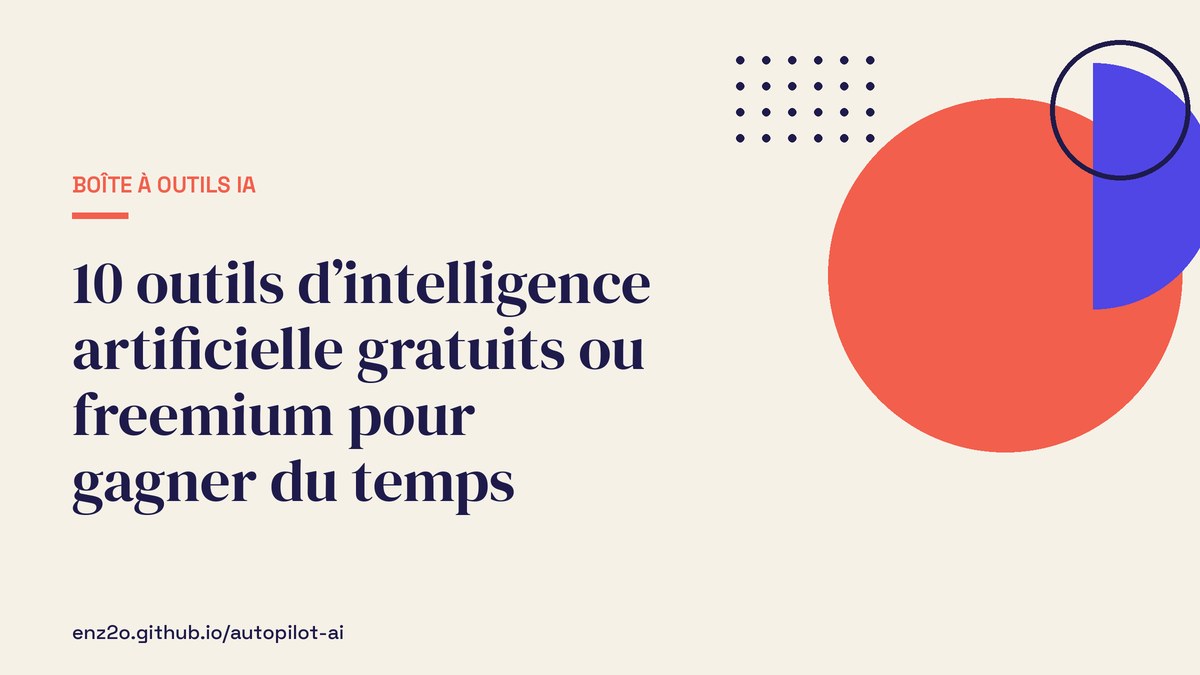 BOÎTE À OUTILS IA
10 outils d’intelligence
artificielle gratuits ou
freemium pour
gagner du temps
enz2o.github.io/autopilot-ai